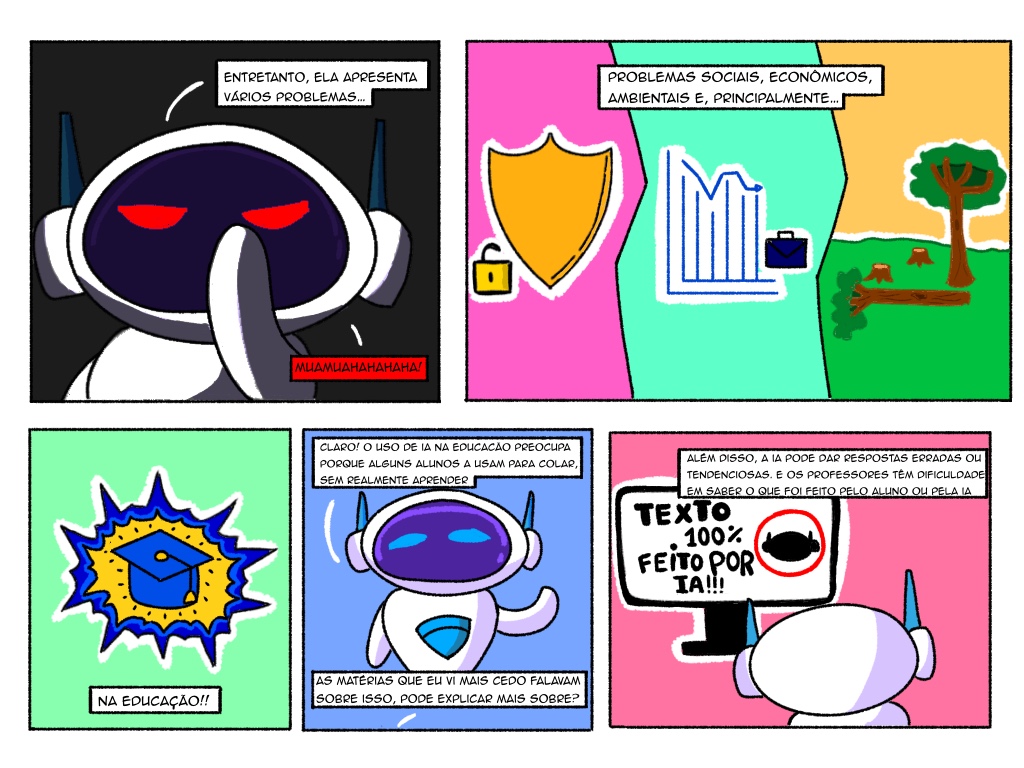 ENTRETANTO, ELA APRESENTA
VÁRIOS PROBLEMAS...
MUAMUAHAHAHAHA!
PROBLEMAS SOCIAIS, ECONÔMICOS,
AMBIENTAIS E, PRINCIPALMENTE...
NA EDUCAÇÃO!!
CLARO! O USO DE IA NA EDUCAÇÃO PREOCUPA
PORQUE ALGUNS ALUNOS A USAM PARA COLAR,
SEM REALMENTE APRENDER
AS MATÉRIAS QUE EU VI MAIS CEDO FALAVAM
SOBRE ISSO, PODE EXPLICAR MAIS SOBRE?
ALÉM DISSO, A IA PODE DAR RESPOSTAS ERRADAS OU
TENDENCIOSAS. E OS PROFESSORES TÊM DIFICULDADE
EM SABER O QUE FOI FEITO PELO ALUNO OU PELA IA
TEXTO
100%
FEITO POR
IA!!!